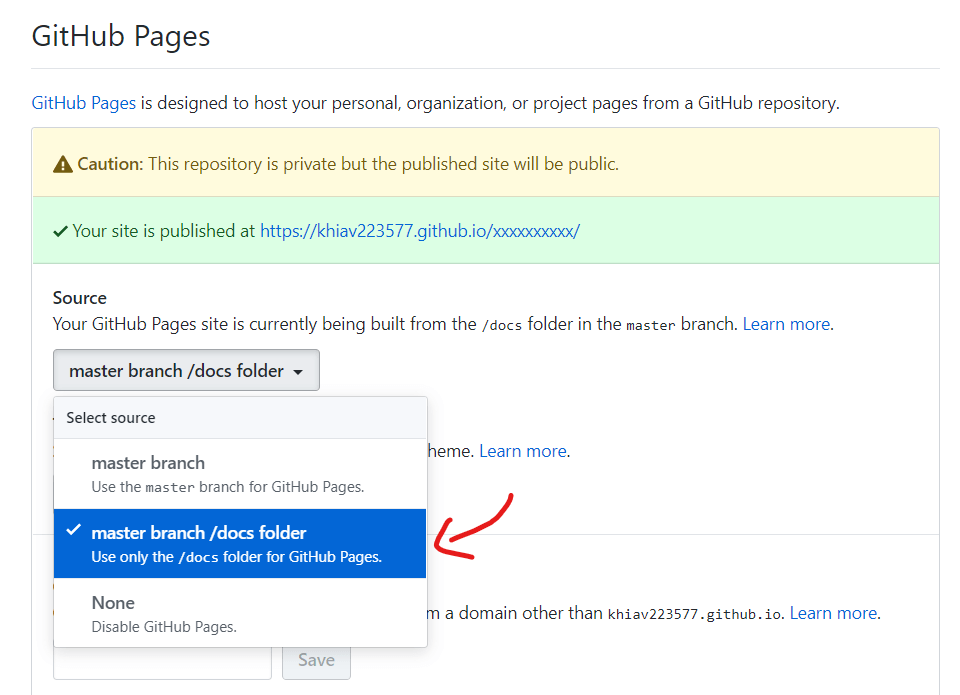 GitHub Pages
GitHub Pages is designed to host your personal, organization, or project pages from a GitHub repository.
Caution: This repository is private but the published site will be public.
Your site is published at https://khiav223577.github.io/xxxxxxxxxx/
Source
Your GitHub Pages site is currently being built from the /docs folder in the master branch. Learn more.
master branch /docs folder
Select source
heme. Learn more.
master branch
Use the master branch for GitHub Pages.
master branch /docs folder
Use only the /docs folder for GitHub Pages.
None
m a domain other than khiav223577.github.io. Learn more.
Disable GitHub Pages.
Save